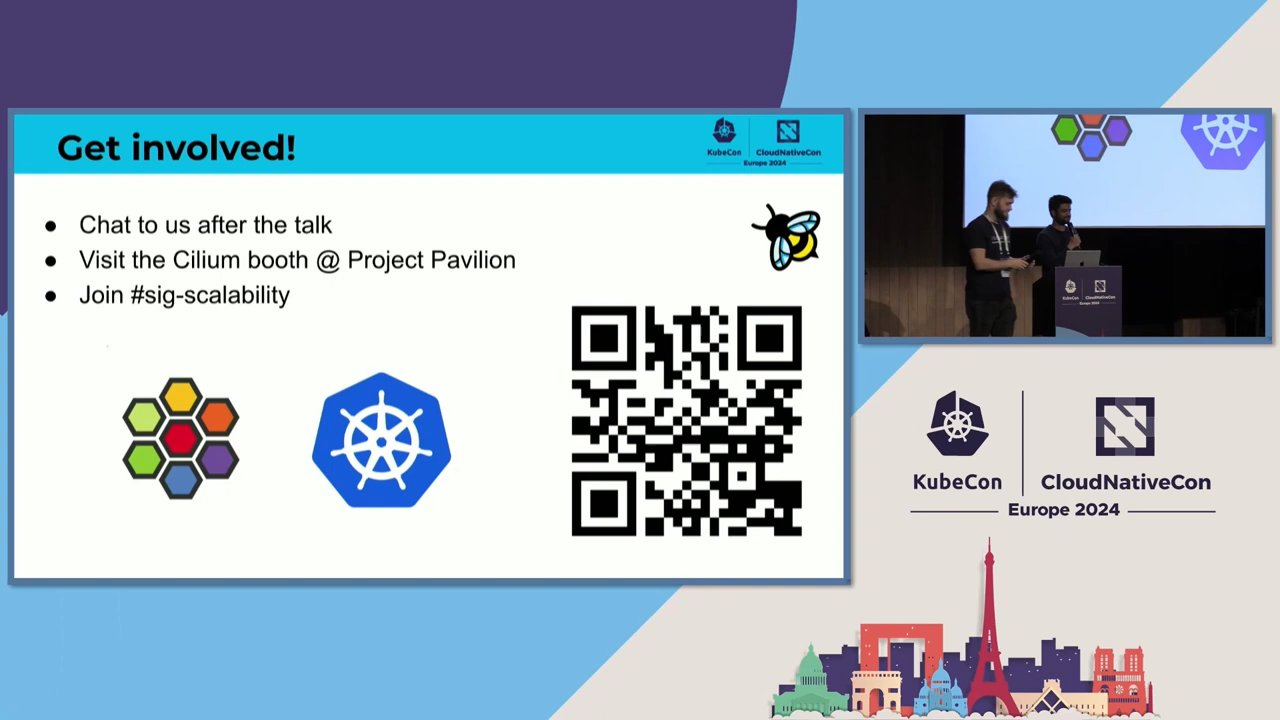 Get involved!
KubeCon
CloudNativeCon
Europe 2024
● Chat to us after the talk
● Visit the Cilium booth @ Project Pavilion
● Join #sig-scalability
KubeCon
CloudNativeCon
Europe 2024